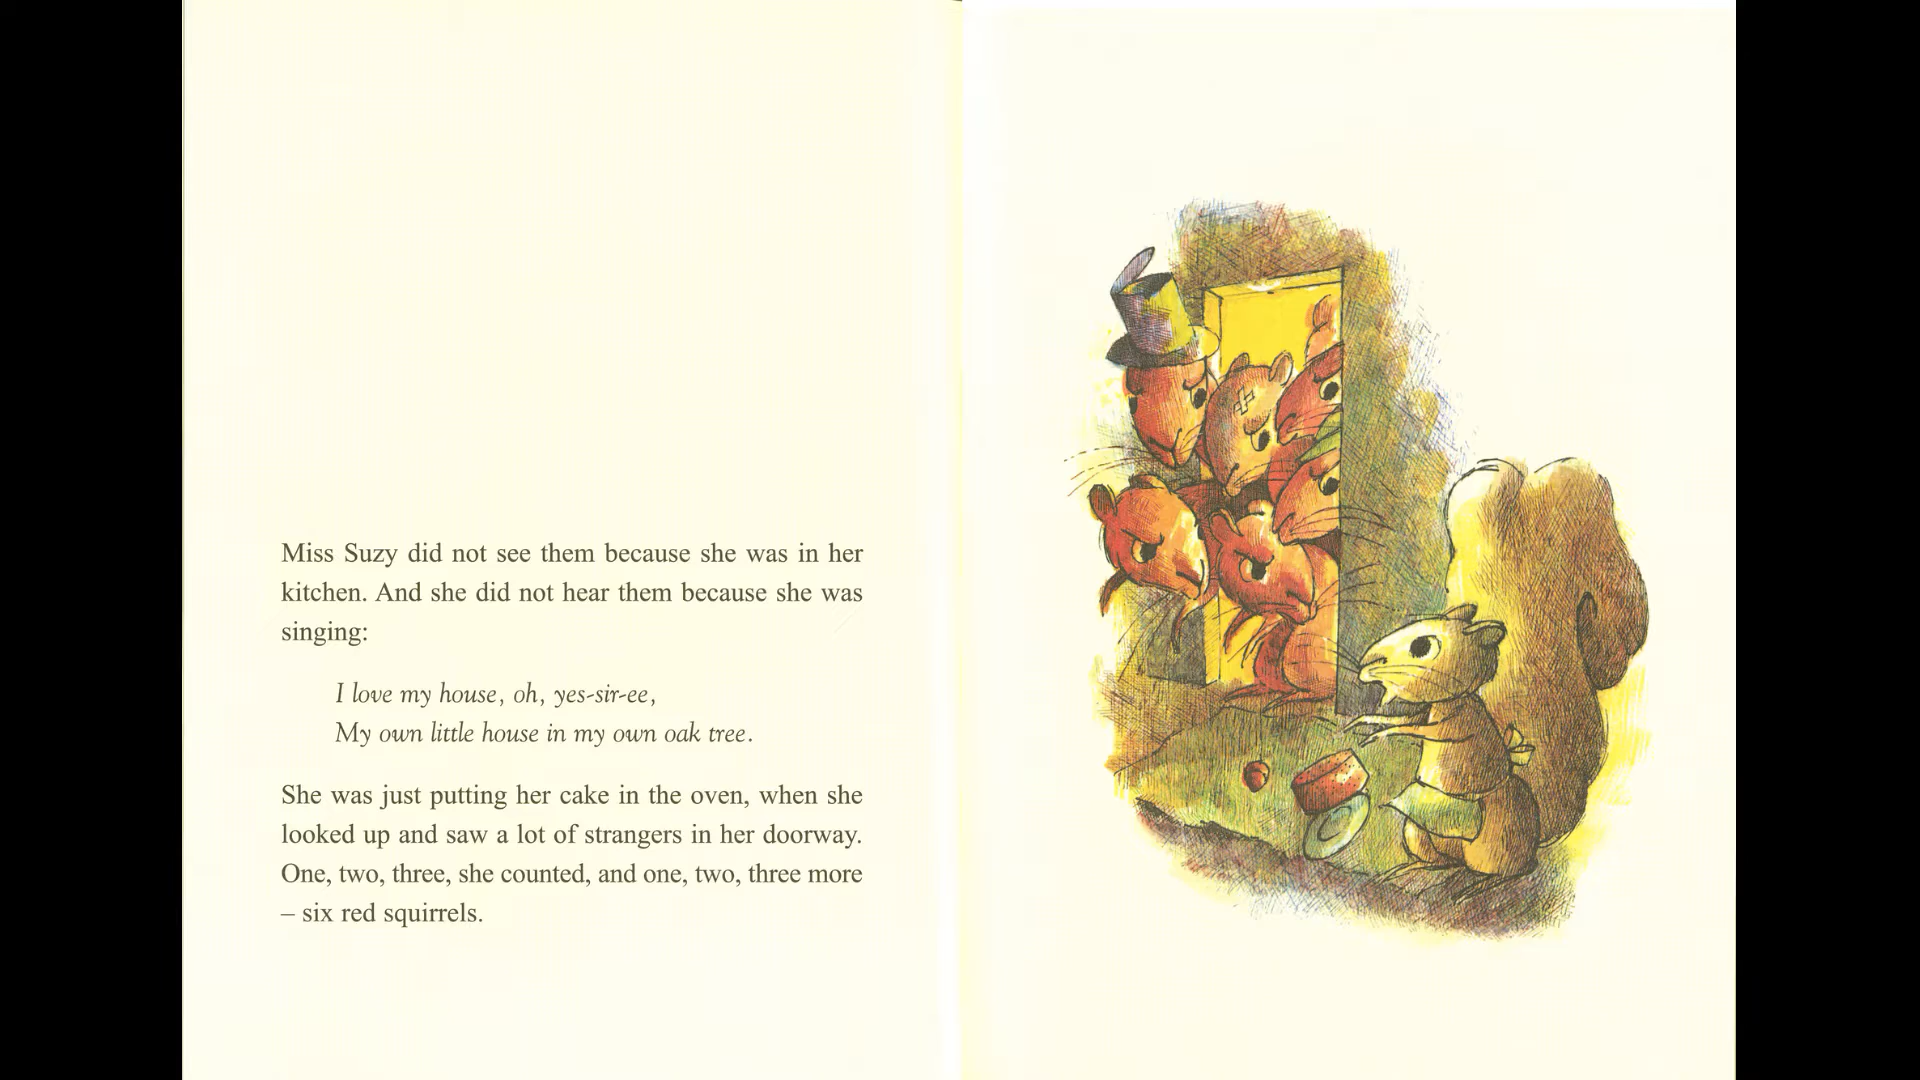 Miss Suzy did not see them because she was in her
kitchen. And she did not hear them because she was
singing:
I love my house, oh, yes-sir-ee,
My own little house in my own oak tree.
She was just putting her cake in the oven, when she
looked up and saw a lot of strangers in her doorway.
One, two, three, she counted, and one, two, three more
– six red squirrels.